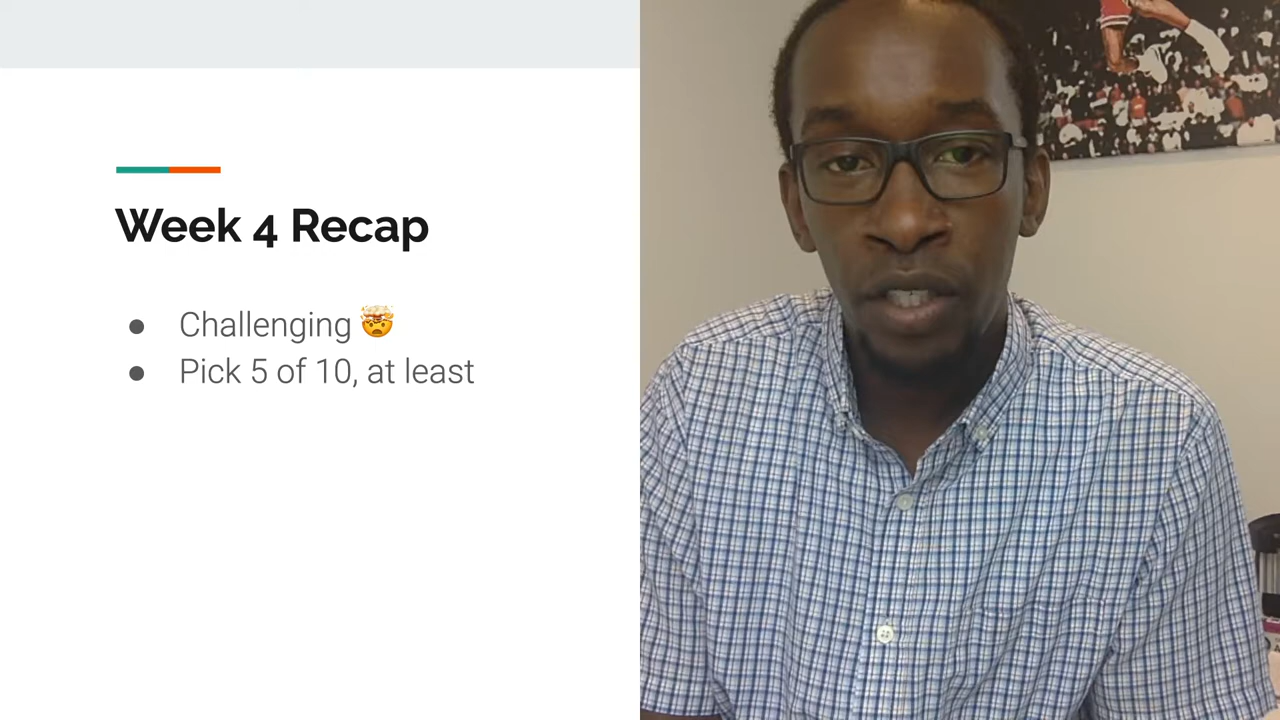 Week 4 Recap
● Challenging 🤯
● Pick 5 of 10, at least